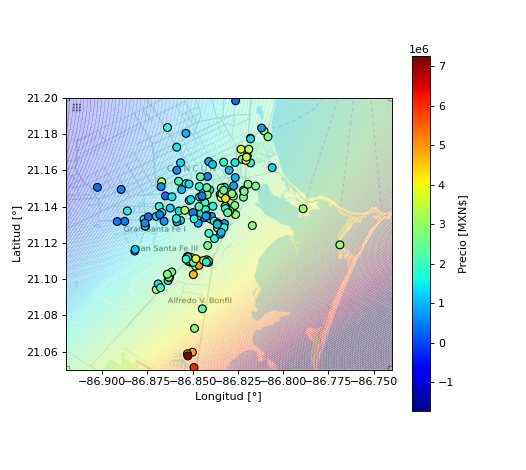 1e6
21.20
21.18
21.16
21.14
21.12
21.10
21.08
21.06
Latitud [°]
Gran Santa Fe I
Gran Santa Fe III
Alfredo V. Bonfil
−86.900 −86.875 −86.850 −86.825 −86.800 −86.775 −86.750
Longitud [°]
7
6
5
4
3
2
1
0
−1
Precio [MXN$]